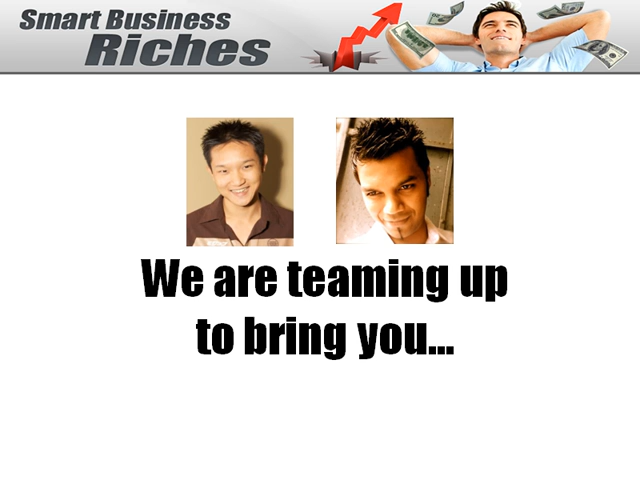 Smart Business
Riches
We are teaming up
to bring you...